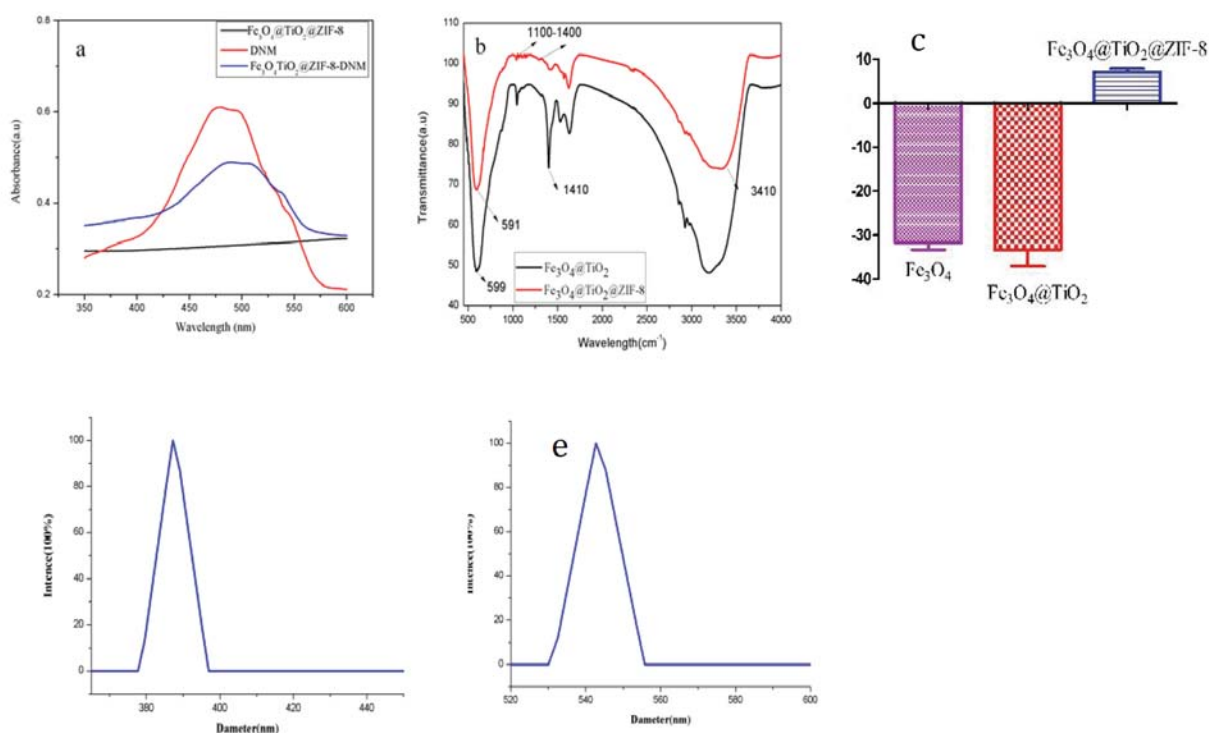 a
Fe3O4@TiO2@ZIF-8
DNM
Fe3O4TiO2@ZIF-8-DNM
0.8
0.6
0.4
0.2
Absorbance(a.u)
350 400 450 500 550 600
Wavelength (nm)
b
1100-1400
110
100
90
80
70
60
50
40
Transmittance(a.u)
1410
3410
591
599
Fe3O4@TiO2
Fe3O4@TiO2@ZIF-8
500 1000 1500 2000 2500 3000 3500 4000
Wavelength(cm-1)
c
Fe3O4@TiO2@ZIF-8
10
0
-10
-20
-30
-40
Fe3O4
Fe3O4@TiO2
100
80
60
40
20
0
Intence(100%)
380 400 420 440
Dameter(nm)
e
100
80
60
40
20
0
Intence(100%)
520 540 560 580 600
Dameter(nm)